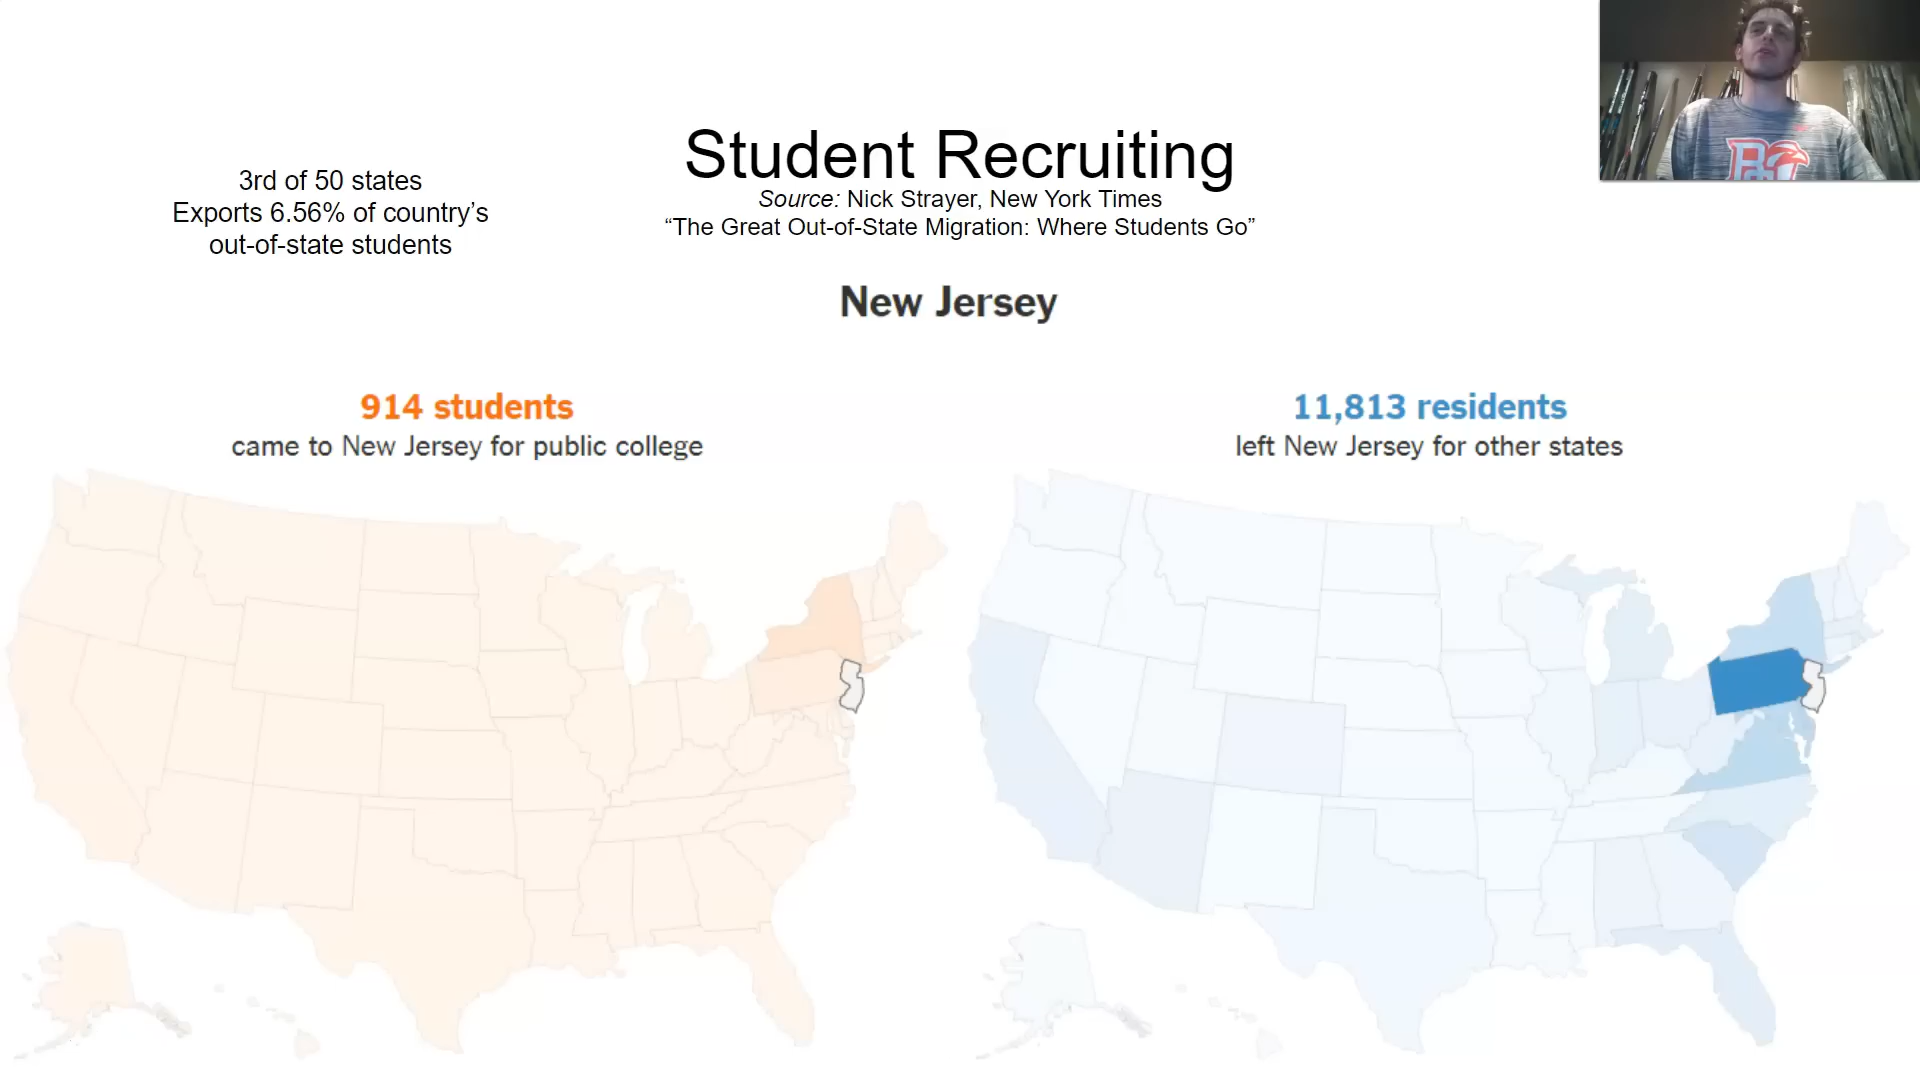 3rd of 50 states
Exports 6.56% of country’s
out-of-state students
Student Recruiting
Source: Nick Strayer, New York Times
“The Great Out-of-State Migration: Where Students Go”
New Jersey
914 students
came to New Jersey for public college
11,813 residents
left New Jersey for other states